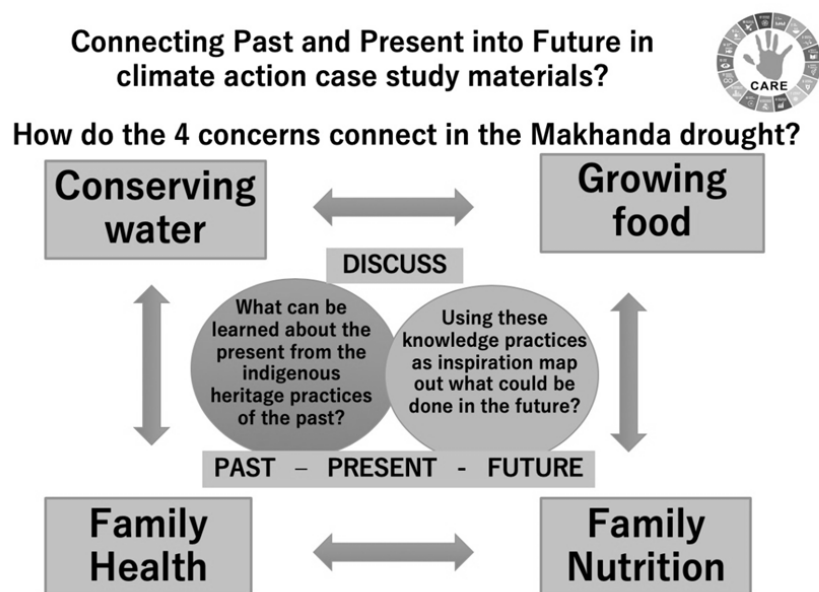 Connecting Past and Present into Future in
climate action case study materials?
CARE
How do the 4 concerns connect in the Makhanda drought?
Conserving
water
Growing
food
DISCUSS
What can be
learned about the
present from the
indigenous
heritage practices
of the past?
Using these
knowledge practices
as inspiration map
out what could be
done in the future?
PAST – PRESENT - FUTURE
Family
Health
Family
Nutrition